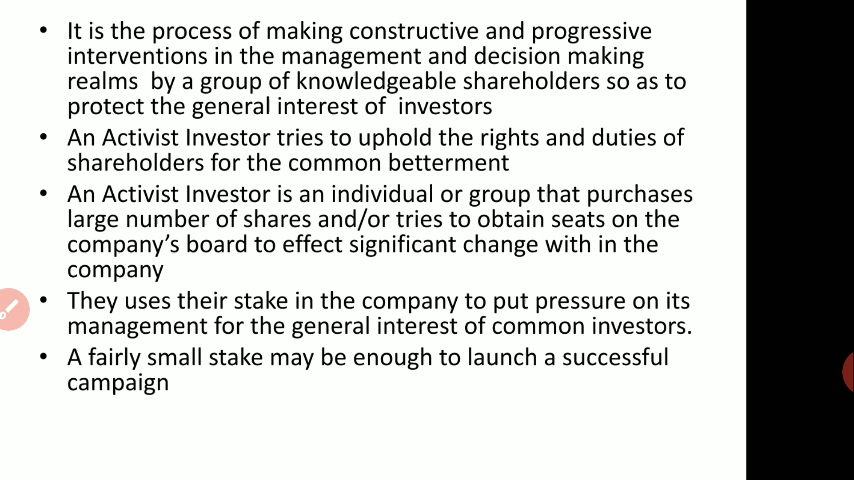 • It is the process of making constructive and progressive
interventions in the management and decision making
realms  by a group of knowledgeable shareholders so as to
protect the general interest of  investors
• An Activist Investor tries to uphold the rights and duties of
shareholders for the common betterment
• An Activist Investor is an individual or group that purchases
large number of shares and/or tries to obtain seats on the
company’s board to effect significant change with in the
company
• They uses their stake in the company to put pressure on its
management for the general interest of common investors.
• A fairly small stake may be enough to launch a successful
campaign